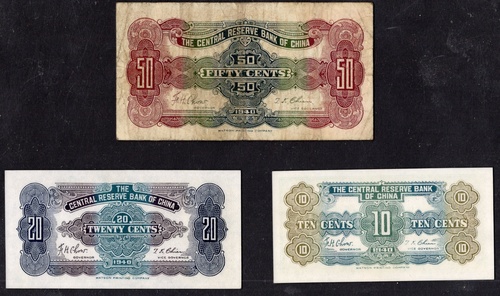 THE CENTRAL RESERVE BANK OF CHINA
50
50 50
FIFTY CENTS
50
1940
GOVERNOR VICE GOVERNOR
THE
CENTRAL RESERVE BANK OF CHINA
20
20 TWENTY CENTS 20
1940
GOVERNOR VICE GOVERNOR
THE CENTRAL RESERVE BANK
OF CHINA
10 10
TEN CENTS 10 TEN CENTS
1940
GOVERNOR VICE GOVERNOR
10 10